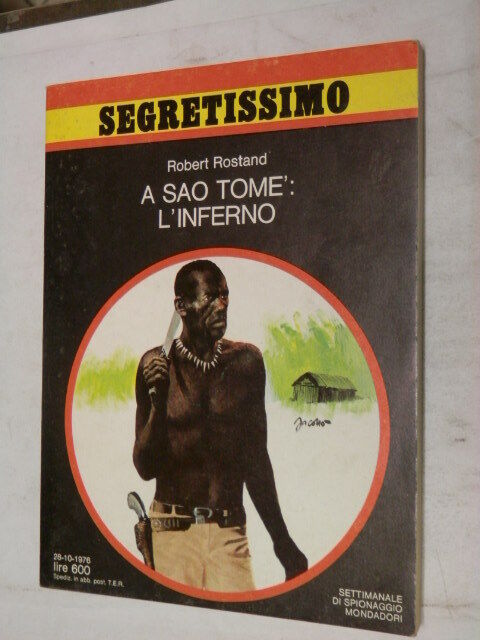 SEGRETISSIMO
Robert Rostand
A SAO TOME':
L'INFERNO
Jacono
28-10-1976
lire 600
Spediz. in abb. post. T.E.R.
SETTIMANALE
DI SPIONAGGIO
MONDADORI